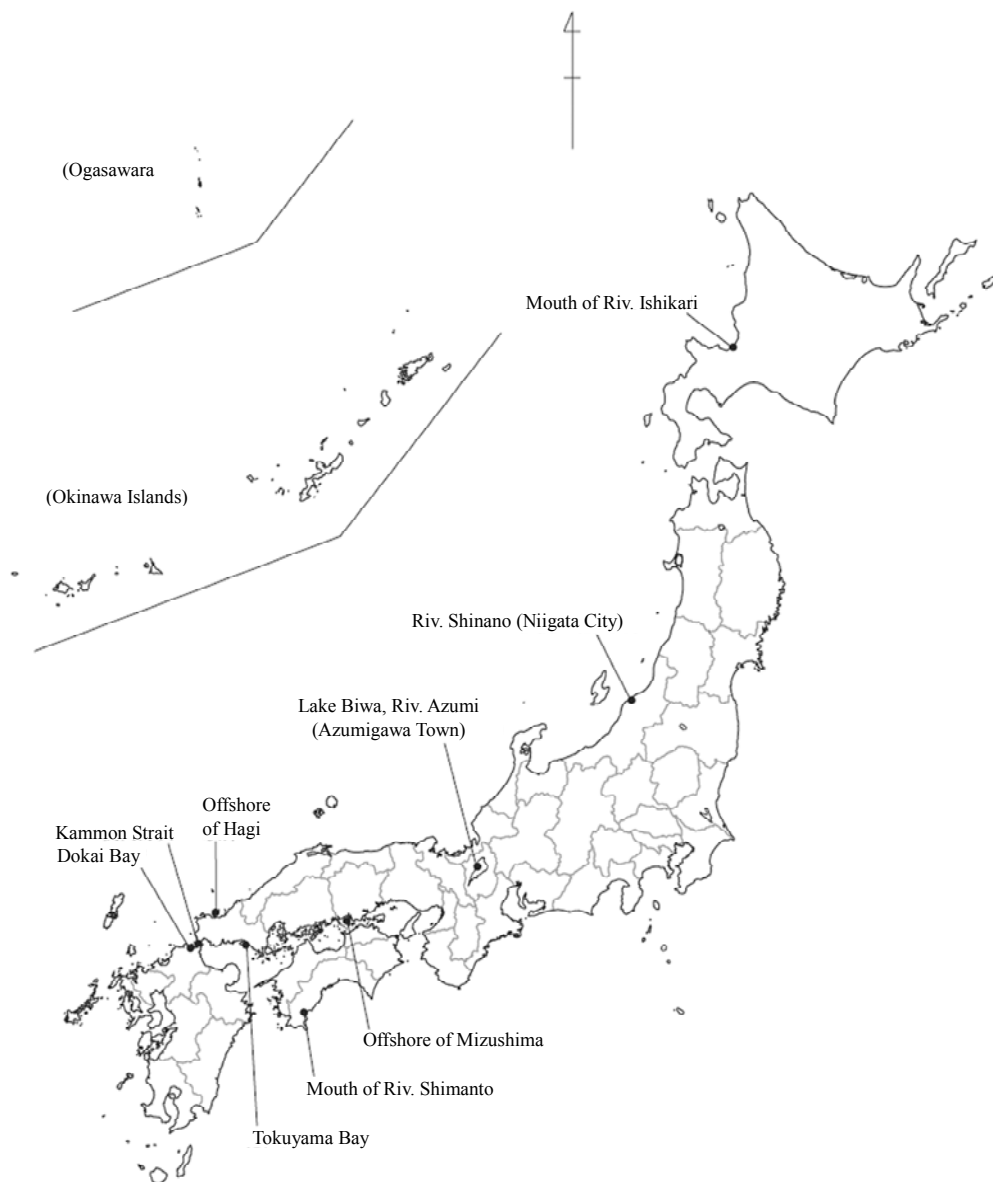 (Ogasawara
Mouth of Riv. Ishikari
(Okinawa Islands)
Riv. Shinano (Niigata City)
Lake Biwa, Riv. Azumi
(Azumigawa Town)
Offshore
of Hagi
Kammon Strait
Dokai Bay
Offshore of Mizushima
Mouth of Riv. Shimanto
Tokuyama Bay